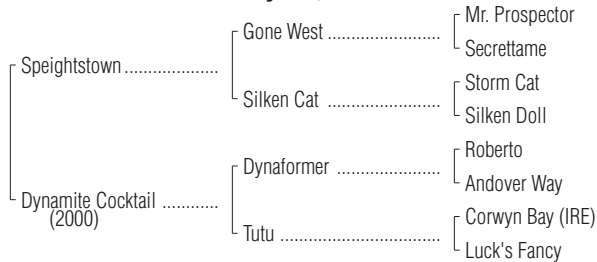 Mr. Prospector
Gone West ........................
Secrettame
Speightstown ....................
Storm Cat
Silken Cat ........................
Silken Doll
Roberto
Dynaformer ......................
Andover Way
Dynamite Cocktail ............
(2000)
Corwyn Bay (IRE)
Tutu ..................................
Luck's Fancy